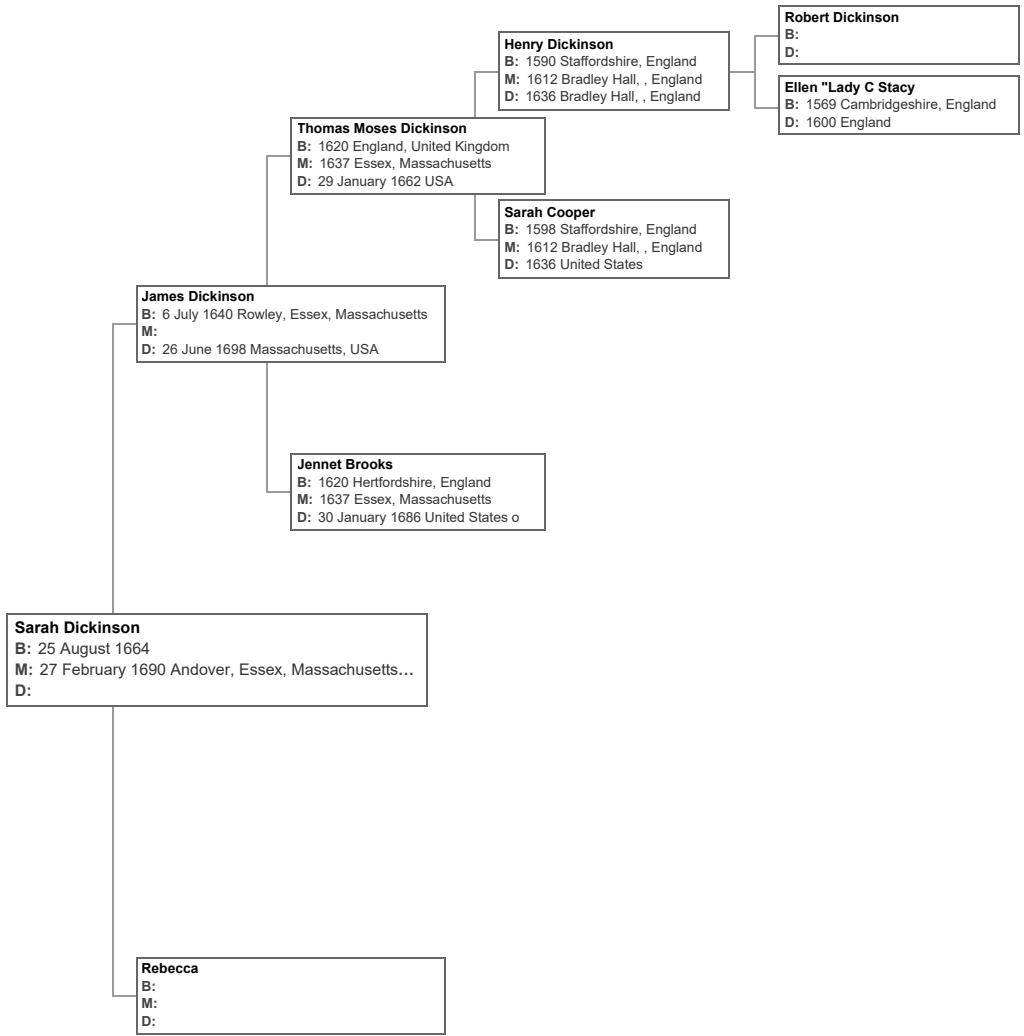 Robert Dickinson
B:
D:
Henry Dickinson
B: 1590 Staffordshire, England
M: 1612 Bradley Hall, , England
D: 1636 Bradley Hall, , England
Ellen "Lady C Stacy
B: 1569 Cambridgeshire, England
D: 1600 England
Thomas Moses Dickinson
B: 1620 England, United Kingdom
M: 1637 Essex, Massachusetts
D: 29 January 1662 USA
Sarah Cooper
B: 1598 Staffordshire, England
M: 1612 Bradley Hall, , England
D: 1636 United States
James Dickinson
B: 6 July 1640 Rowley, Essex, Massachusetts
M:
D: 26 June 1698 Massachusetts, USA
Jennet Brooks
B: 1620 Hertfordshire, England
M: 1637 Essex, Massachusetts
D: 30 January 1686 United States o
Sarah Dickinson
B: 25 August 1664
M: 27 February 1690 Andover, Essex, Massachusetts...
D:
Rebecca
B:
M:
D: